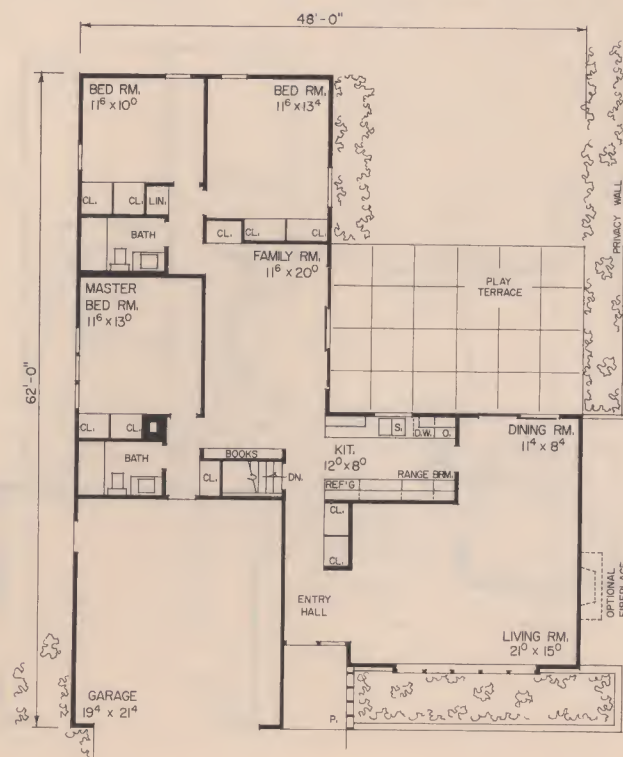 48'-0"
BED RM.
11⁶ x 10⁰
BED RM.
11⁶ x 13⁴
CL.
CL.
LIN.
BATH
CL.
CL.
CL.
FAMILY RM.
11⁶ x 20⁰
PLAY
TERRACE
PRIVACY WALL
MASTER
BED RM.
11⁶ x 13⁰
62'-0"
CL.
CL.
BATH
BOOKS
CL.
DN.
KIT.
12⁰ x 8⁰
S.
D.W.
O.
RANGE
BRM.
REF'G
DINING RM.
11⁴ x 8⁴
CL.
CL.
ENTRY
HALL
OPTIONAL
FIREPLACE
LIVING RM.
21⁰ x 15⁰
GARAGE
19⁴ x 21⁴
P.